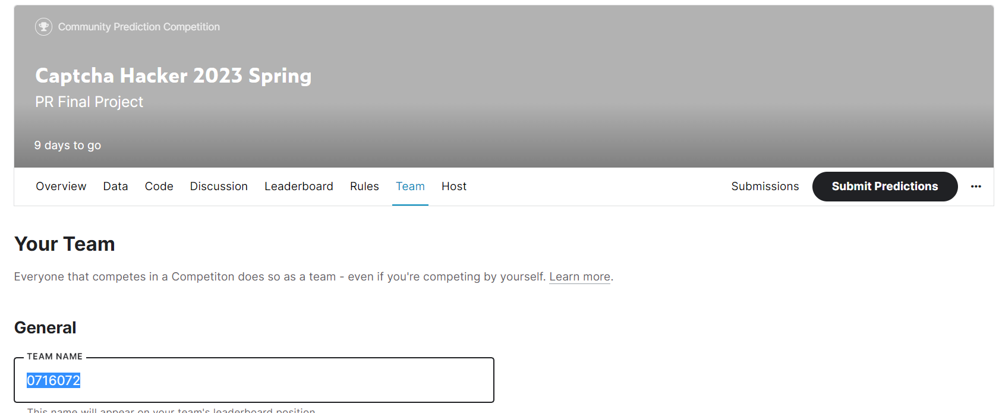 Community Prediction Competition
Captcha Hacker 2023 Spring
PR Final Project
9 days to go
Overview Data Code Discussion Leaderboard Rules Team Host Submissions Submit Predictions ...
Your Team
Everyone that competes in a Competiton does so as a team - even if you're competing by yourself. Learn more.
General
TEAM NAME
0716072
This name will appear on your team's leaderboard position.